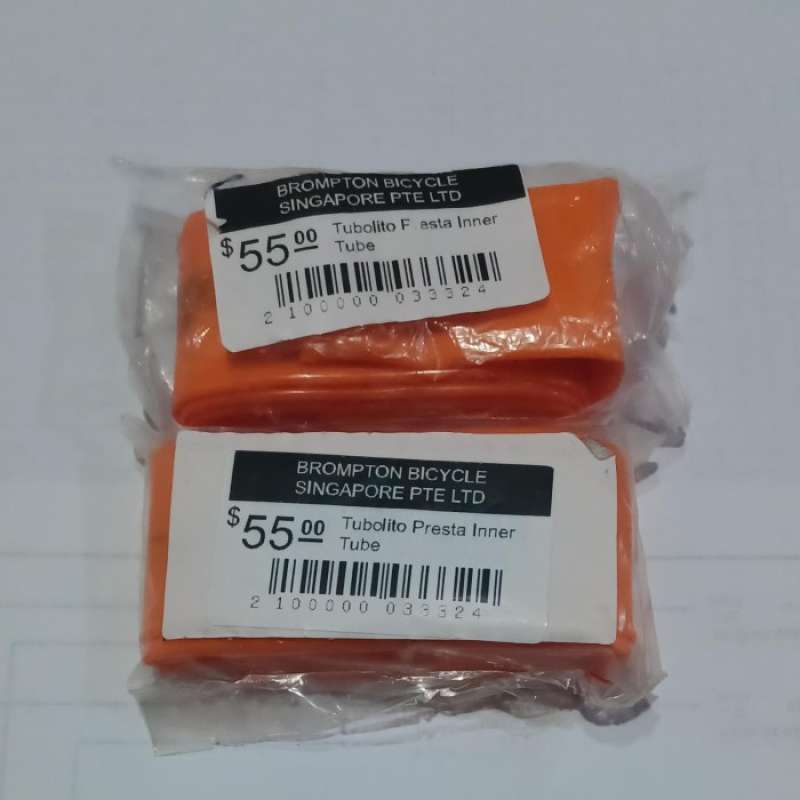 BROMPTON BICYCLE
SINGAPORE PTE LTD
$55.00 Tubolito Inner
Tube
2 100000 033324
BROMPTON BICYCLE
SINGAPORE PTE LTD
$55.00 Tubolito Presta Inner
Tube
2 100000 033324